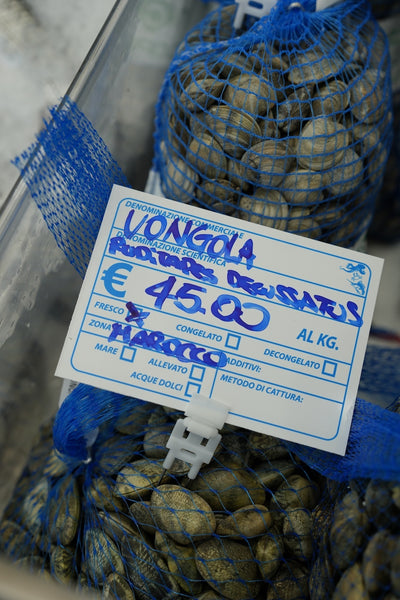 DENOMINAZIONE COMMERCIALE
VONGOLA
DENOMINAZIONE SCIENTIFICA
RUDITAPES DECUSSATUS
€ 45.00 AL KG.
FRESCO CONGELATO DECONGELATO
ZONA MAROCCO ADDITIVI:
MARE ALLEVATO METODO DI CATTURA:
ACQUE DOLCI